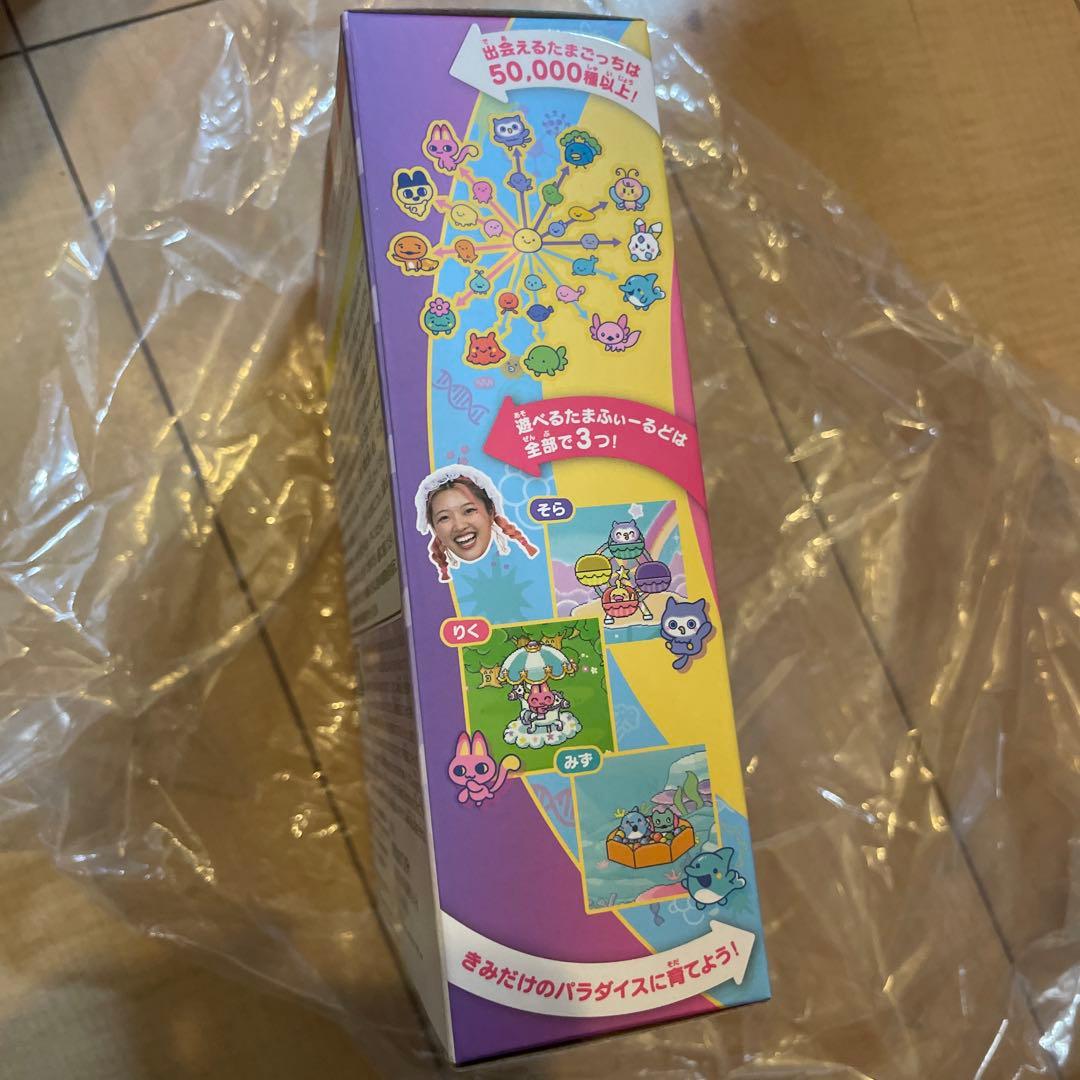 出会えるたまごっちは
50,000種以上!
遊べるたまふぃーるどは
全部で3つ!
そら
りく
みず
きみだけのパラダイスに育てよう!